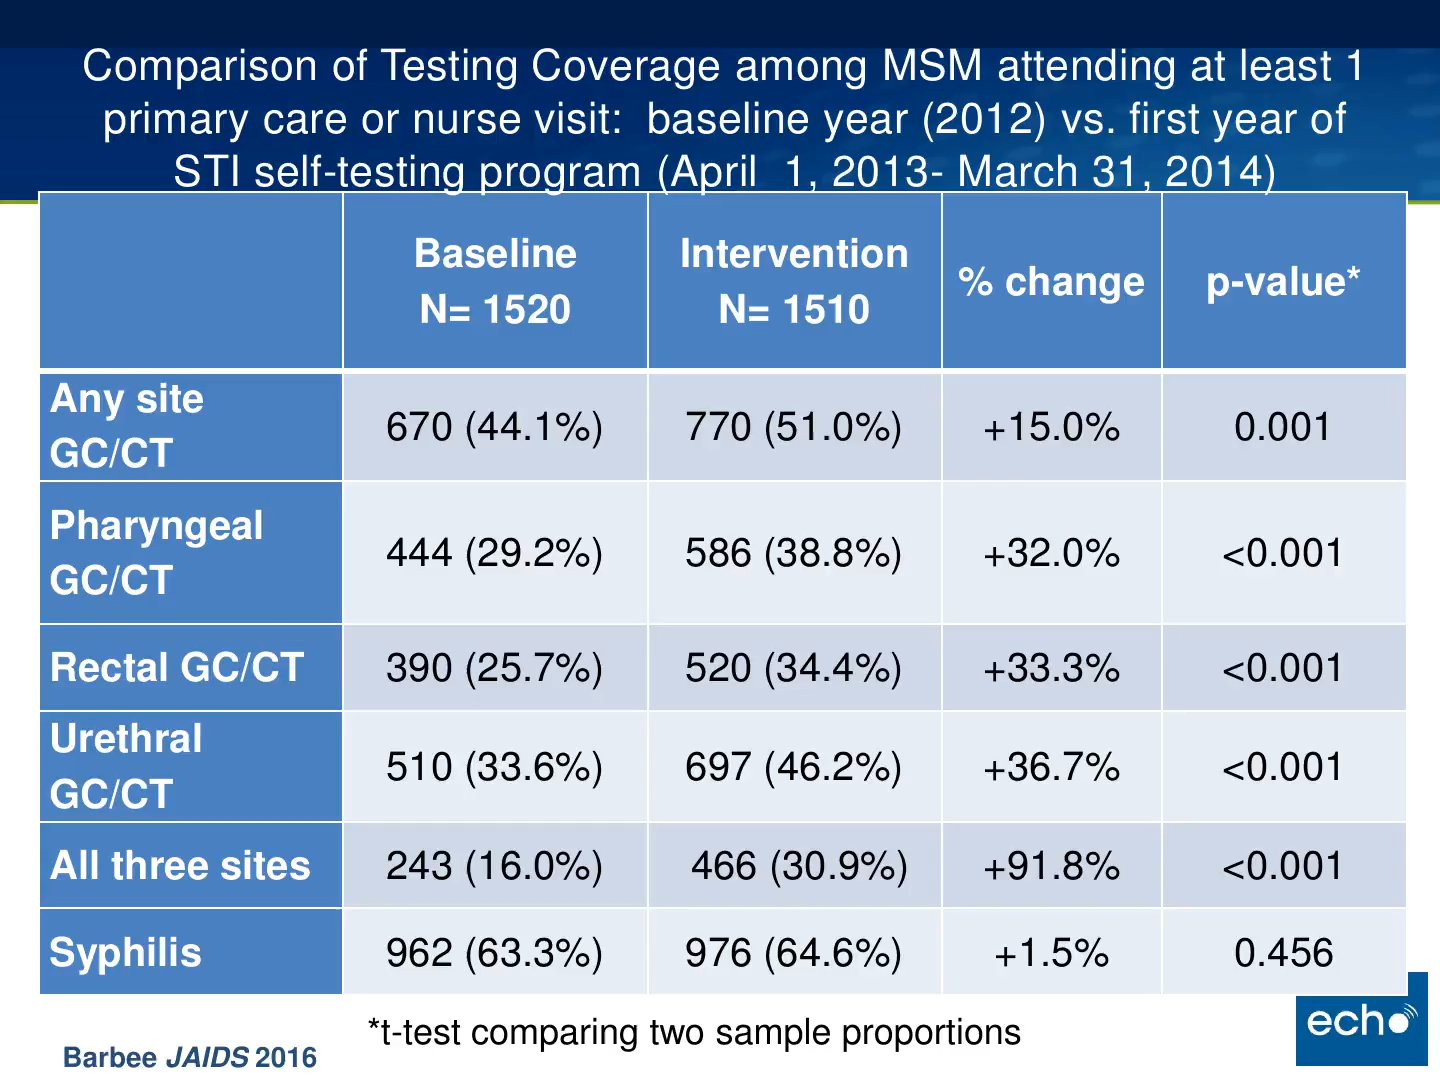 Comparison of Testing Coverage among MSM attending at least 1
primary care or nurse visit:  baseline year (2012) vs. first year of
STI self-testing program (April  1, 2013- March 31, 2014)
Baseline
N= 1520
Intervention
N= 1510
% change
p-value*
Any site
GC/CT
670 (44.1%)
770 (51.0%)
+15.0%
0.001
Pharyngeal
GC/CT
444 (29.2%)
586 (38.8%)
+32.0%
<0.001
Rectal GC/CT
390 (25.7%)
520 (34.4%)
+33.3%
<0.001
Urethral
GC/CT
510 (33.6%)
697 (46.2%)
+36.7%
<0.001
All three sites
243 (16.0%)
466 (30.9%)
+91.8%
<0.001
Syphilis
962 (63.3%)
976 (64.6%)
+1.5%
0.456
*t-test comparing two sample proportions
Barbee JAIDS 2016
echo